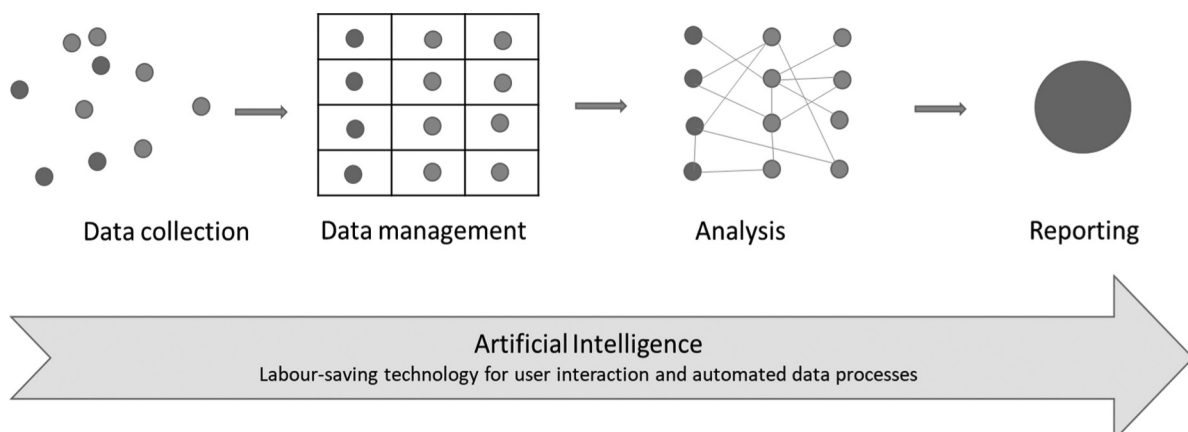 Data collection
Data management
Analysis
Reporting
Artificial Intelligence
Labour-saving technology for user interaction and automated data processes